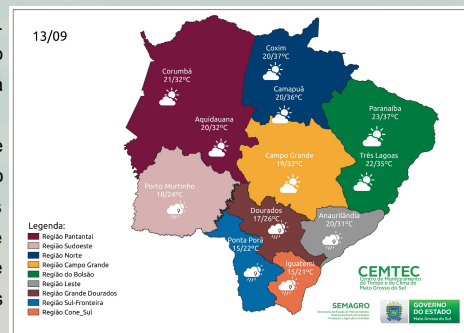 13/09
Coxim
20/37ºC
Corumbá
21/32ºC
Camapuã
20/36ºC
Paranaíba
23/37ºC
Aquidauana
20/32ºC
Campo Grande
19/32ºC
Três Lagoas
22/35ºC
Porto Murtinho
18/24ºC
Dourados
17/26ºC
Anaurilândia
20/31ºC
Ponta Porã
15/22ºC
Iguatemi
15/21ºC
Legenda:
Região Pantantal
Região Sudoeste
Região Norte
Região Campo Grande
Região do Bolsão
Região Leste
Região Grande Dourados
Região Sul-Fronteira
Região Cone_Sul
CEMTEC
Centro de Monitoramento
do Tempo e do Clima de
Mato Grosso do Sul
SEMAGRO
GOVERNO
DO ESTADO
Mato Grosso do Sul